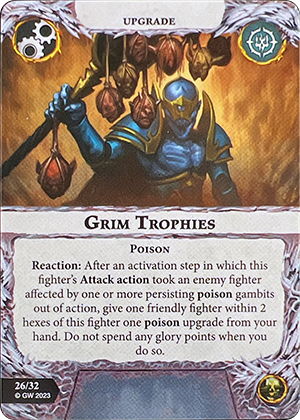 UPGRADE
GRIM TROPHIES
POISON
Reaction: After an activation step in which this
fighter's Attack action took an enemy fighter
affected by one or more persisting poison gambits
out of action, give one friendly fighter within 2
hexes of this fighter one poison upgrade from your
hand. Do not spend any glory points when you
do so.
26/32
© GW 2023